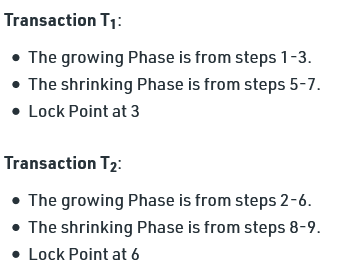 Transaction T₁:
• The growing Phase is from steps 1-3.
• The shrinking Phase is from steps 5-7.
• Lock Point at 3
Transaction T₂:
• The growing Phase is from steps 2-6.
• The shrinking Phase is from steps 8-9.
• Lock Point at 6